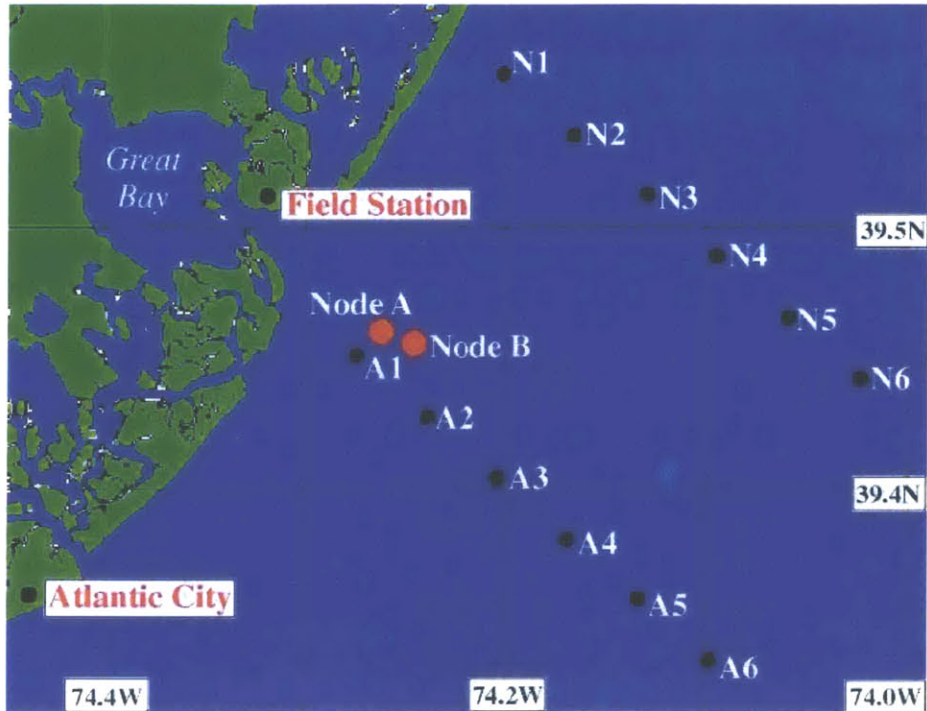 N1
N2
Great
Bay
N3
Field Station
39.5N
N4
Node A
N5
Node B
A1
N6
A2
A3
39.4N
A4
Atlantic City
A5
A6
74.4W
74.2W
74.0W